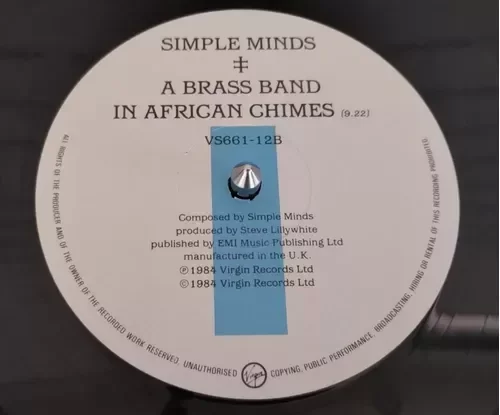 SIMPLE MINDS
A BRASS BAND
IN AFRICAN CHIMES (9.22)
VS661-12B
Composed by Simple Minds
produced by Steve Lillywhite
published by EMI Music Publishing Ltd
manufactured in the U.K.
℗ 1984 Virgin Records Ltd
© 1984 Virgin Records Ltd
ALL RIGHTS OF THE PRODUCER AND OF THE OWNER OF THE RECORDED WORK RESERVED. UNAUTHORISED COPYING, PUBLIC PERFORMANCE, BROADCASTING, HIRING OR RENTAL OF THIS RECORDING PROHIBITED.
Virgin